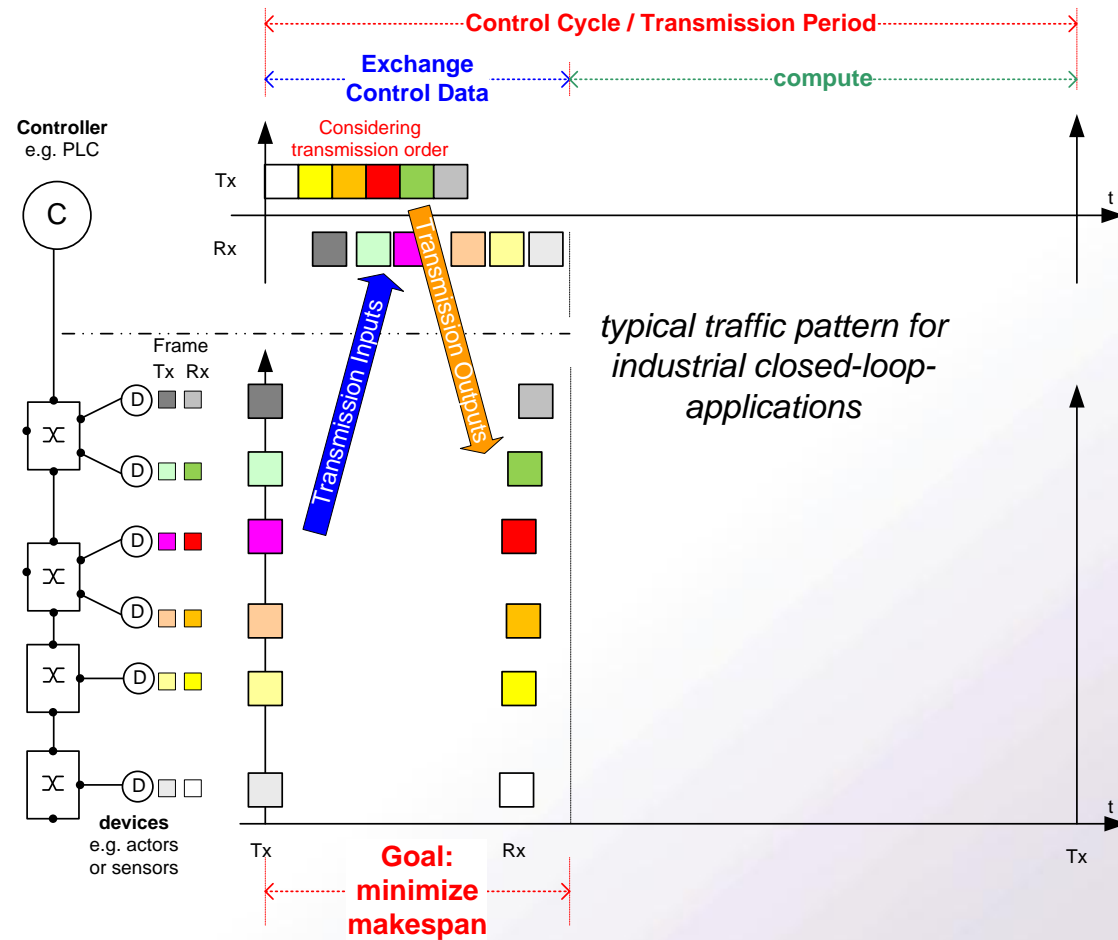 Control Cycle / Transmission Period
Exchange
Control Data
compute
Controller
e.g. PLC
Considering
transmission order
Tx
C
t
Rx
Transmission Inputs
Transmission Outputs
typical traffic pattern for
industrial closed-loop-
applications
Frame
Tx Rx
D
D
D
D
D
D
devices
e.g. actors
or sensors
t
Tx
Rx
Tx
Goal:
minimize
makespan